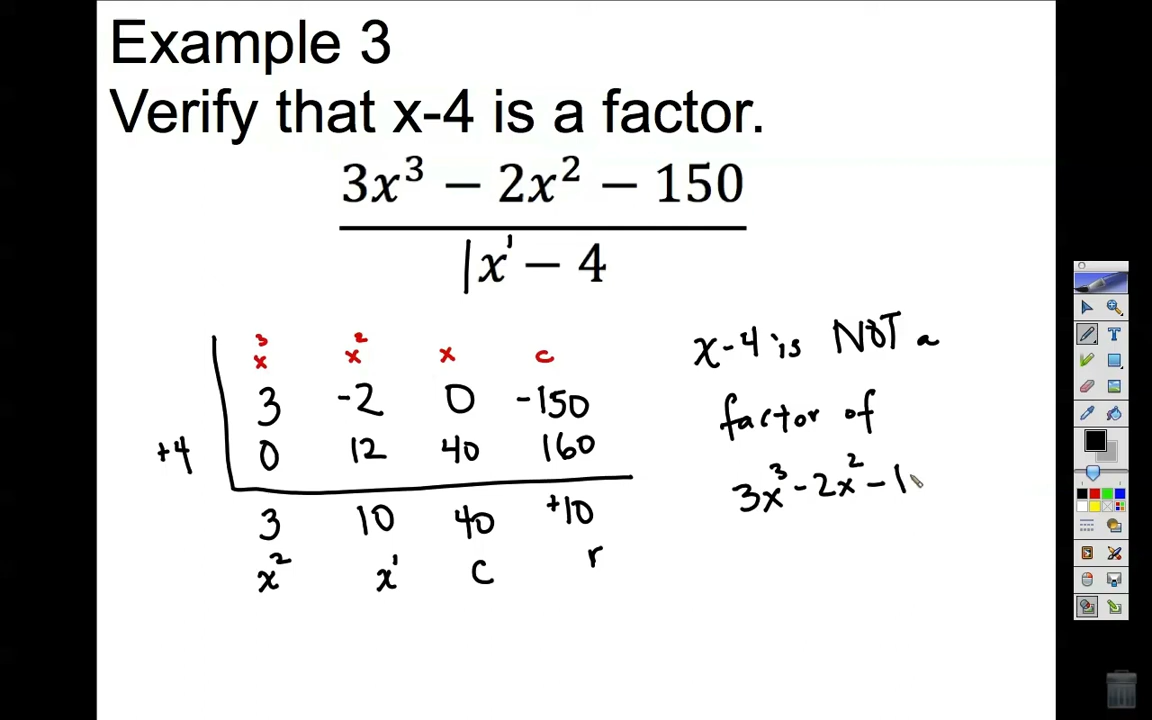 Example 3
Verify that x-4 is a factor.
3x³ − 2x² − 150
1x¹ − 4
x³ x² x c
3 -2 0 -150
+4 0 12 40 160
3 10 40 +10
x² x¹ c r
x-4 is NOT a
factor of
3x³-2x²-1
T